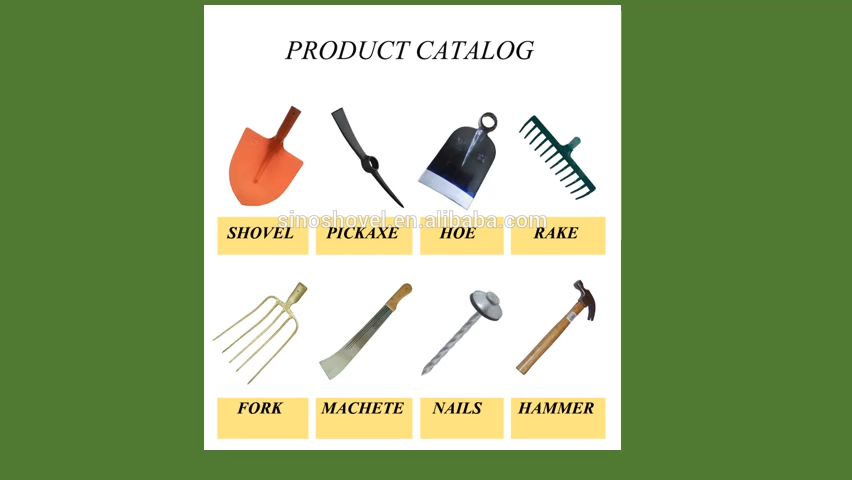 PRODUCT CATALOG
sinoshovel.en.alibaba.com
SHOVEL PICKAXE HOE RAKE
FORK MACHETE NAILS HAMMER